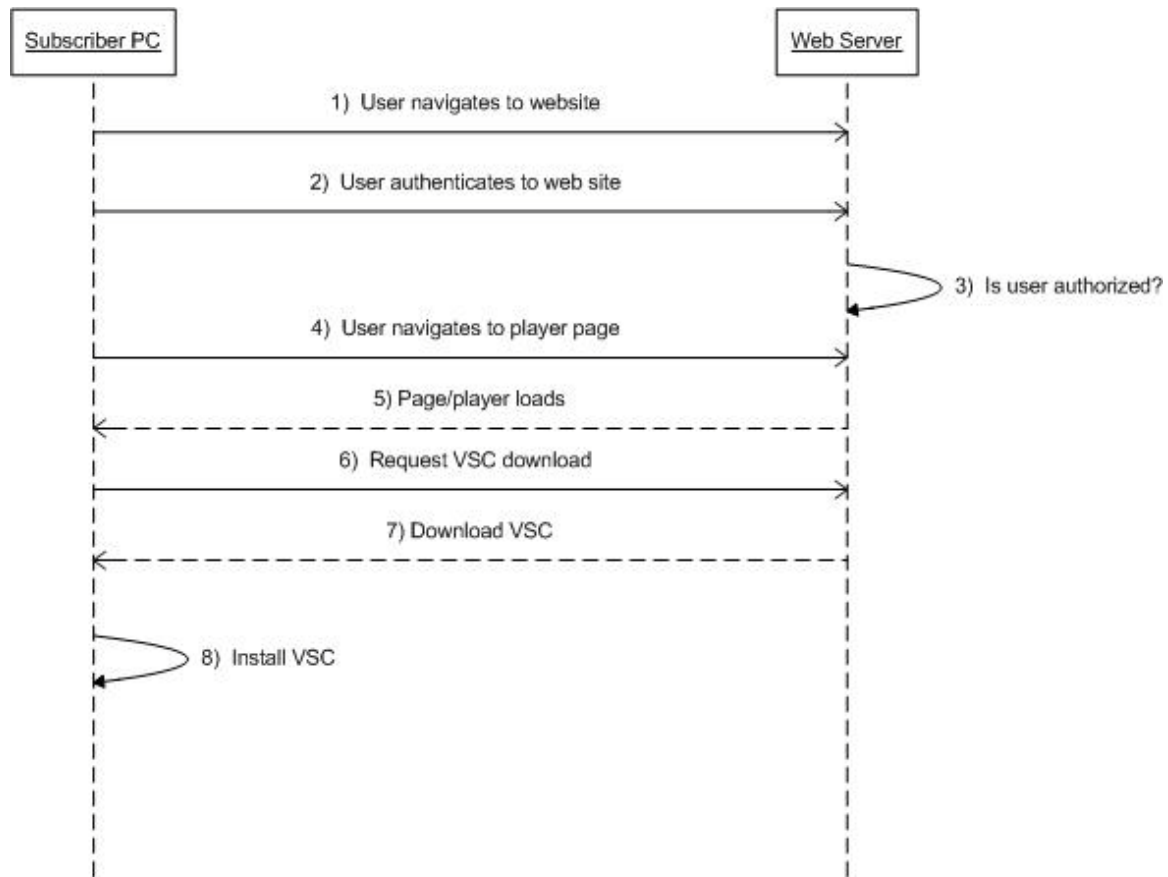 Subscriber PC
Web Server
1) User navigates to website
2) User authenticates to web site
3) Is user authorized?
4) User navigates to player page
5) Page/player loads
6) Request VSC download
7) Download VSC
8) Install VSC